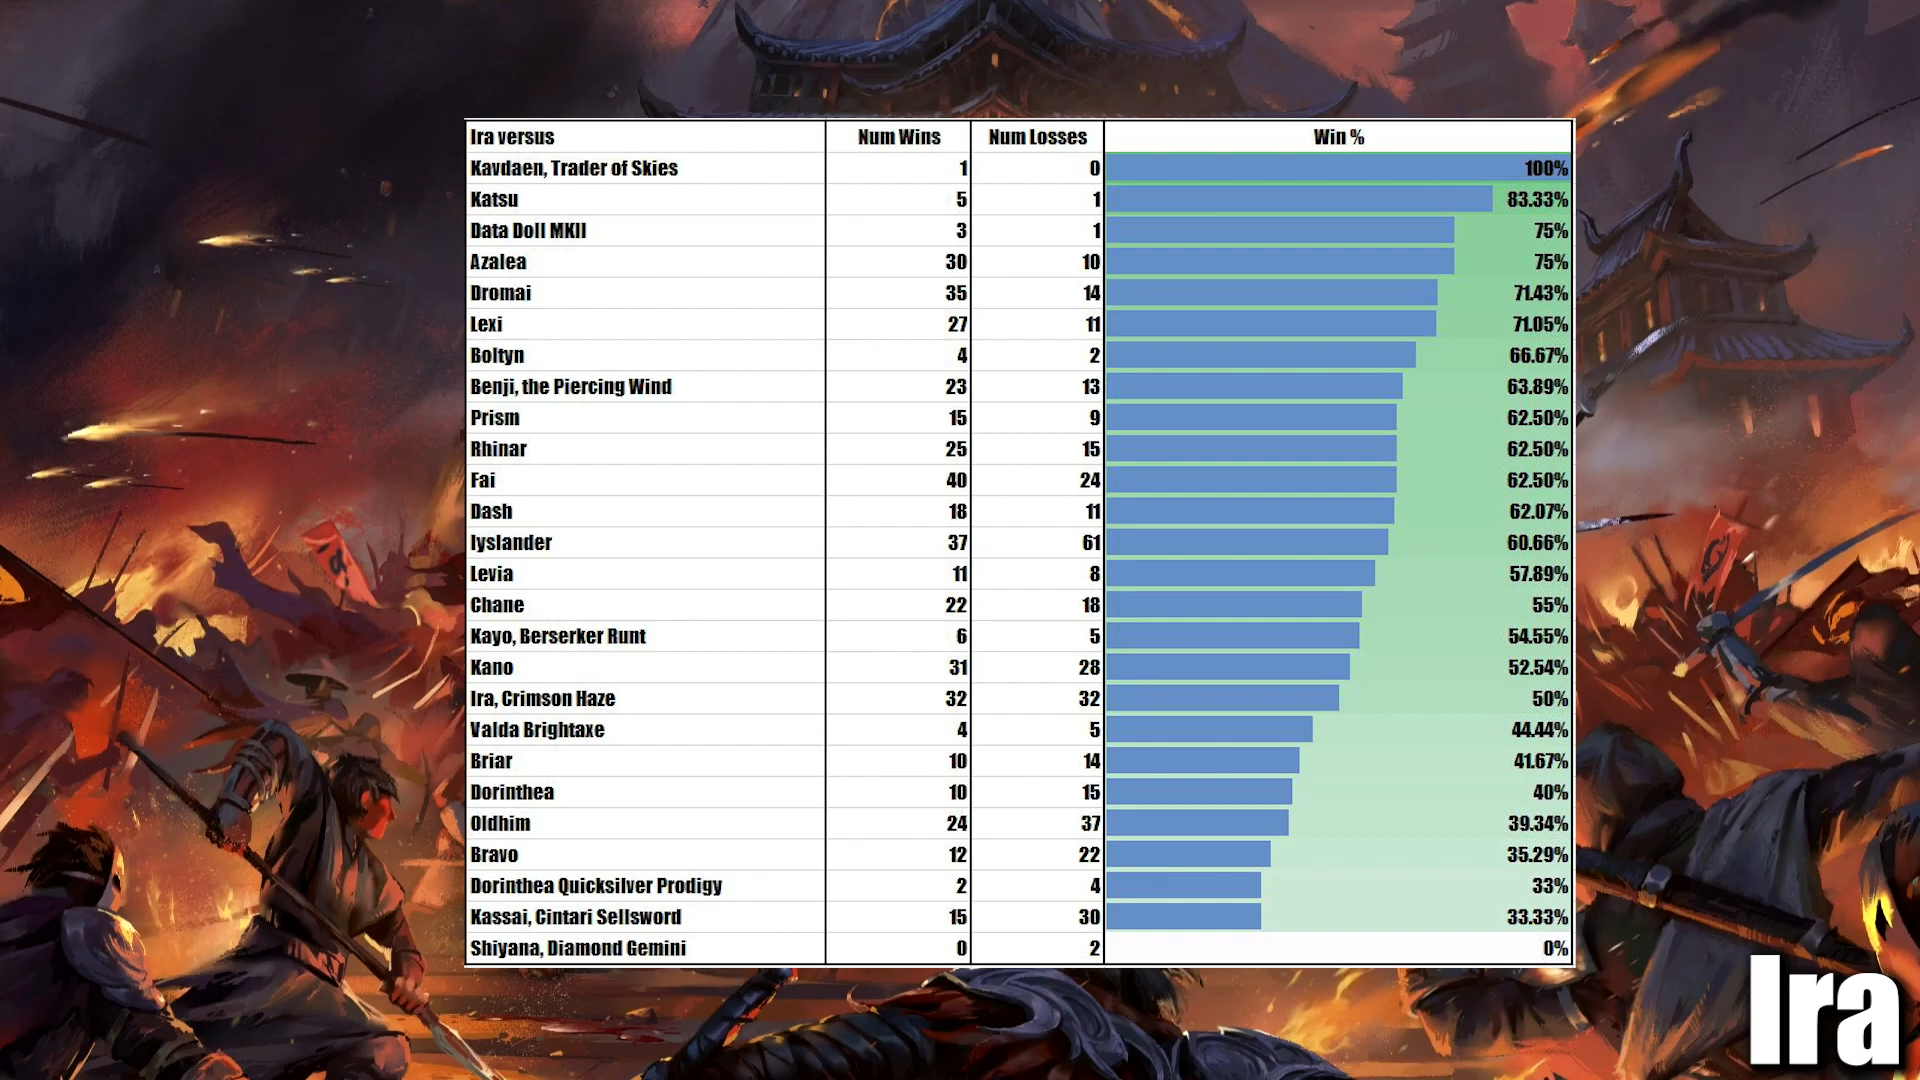 Ira versus Num Wins Num Losses Win %
Kavdaen, Trader of Skies 1 0 100%
Katsu 5 1 83.33%
Data Doll MKII 3 1 75%
Azalea 30 10 75%
Dromai 35 14 71.43%
Lexi 27 11 71.05%
Boltyn 4 2 66.67%
Benji, the Piercing Wind 23 13 63.89%
Prism 15 9 62.50%
Rhinar 25 15 62.50%
Fai 40 24 62.50%
Dash 18 11 62.07%
Iyslander 37 61 60.66%
Levia 11 8 57.89%
Chane 22 18 55%
Kayo, Berserker Runt 6 5 54.55%
Kano 31 28 52.54%
Ira, Crimson Haze 32 32 50%
Valda Brightaxe 4 5 44.44%
Briar 10 14 41.67%
Dorinthea 10 15 40%
Oldhim 24 37 39.34%
Bravo 12 22 35.29%
Dorinthea Quicksilver Prodigy 2 4 33%
Kassai, Cintari Sellsword 15 30 33.33%
Shiyana, Diamond Gemini 0 2 0%
Ira